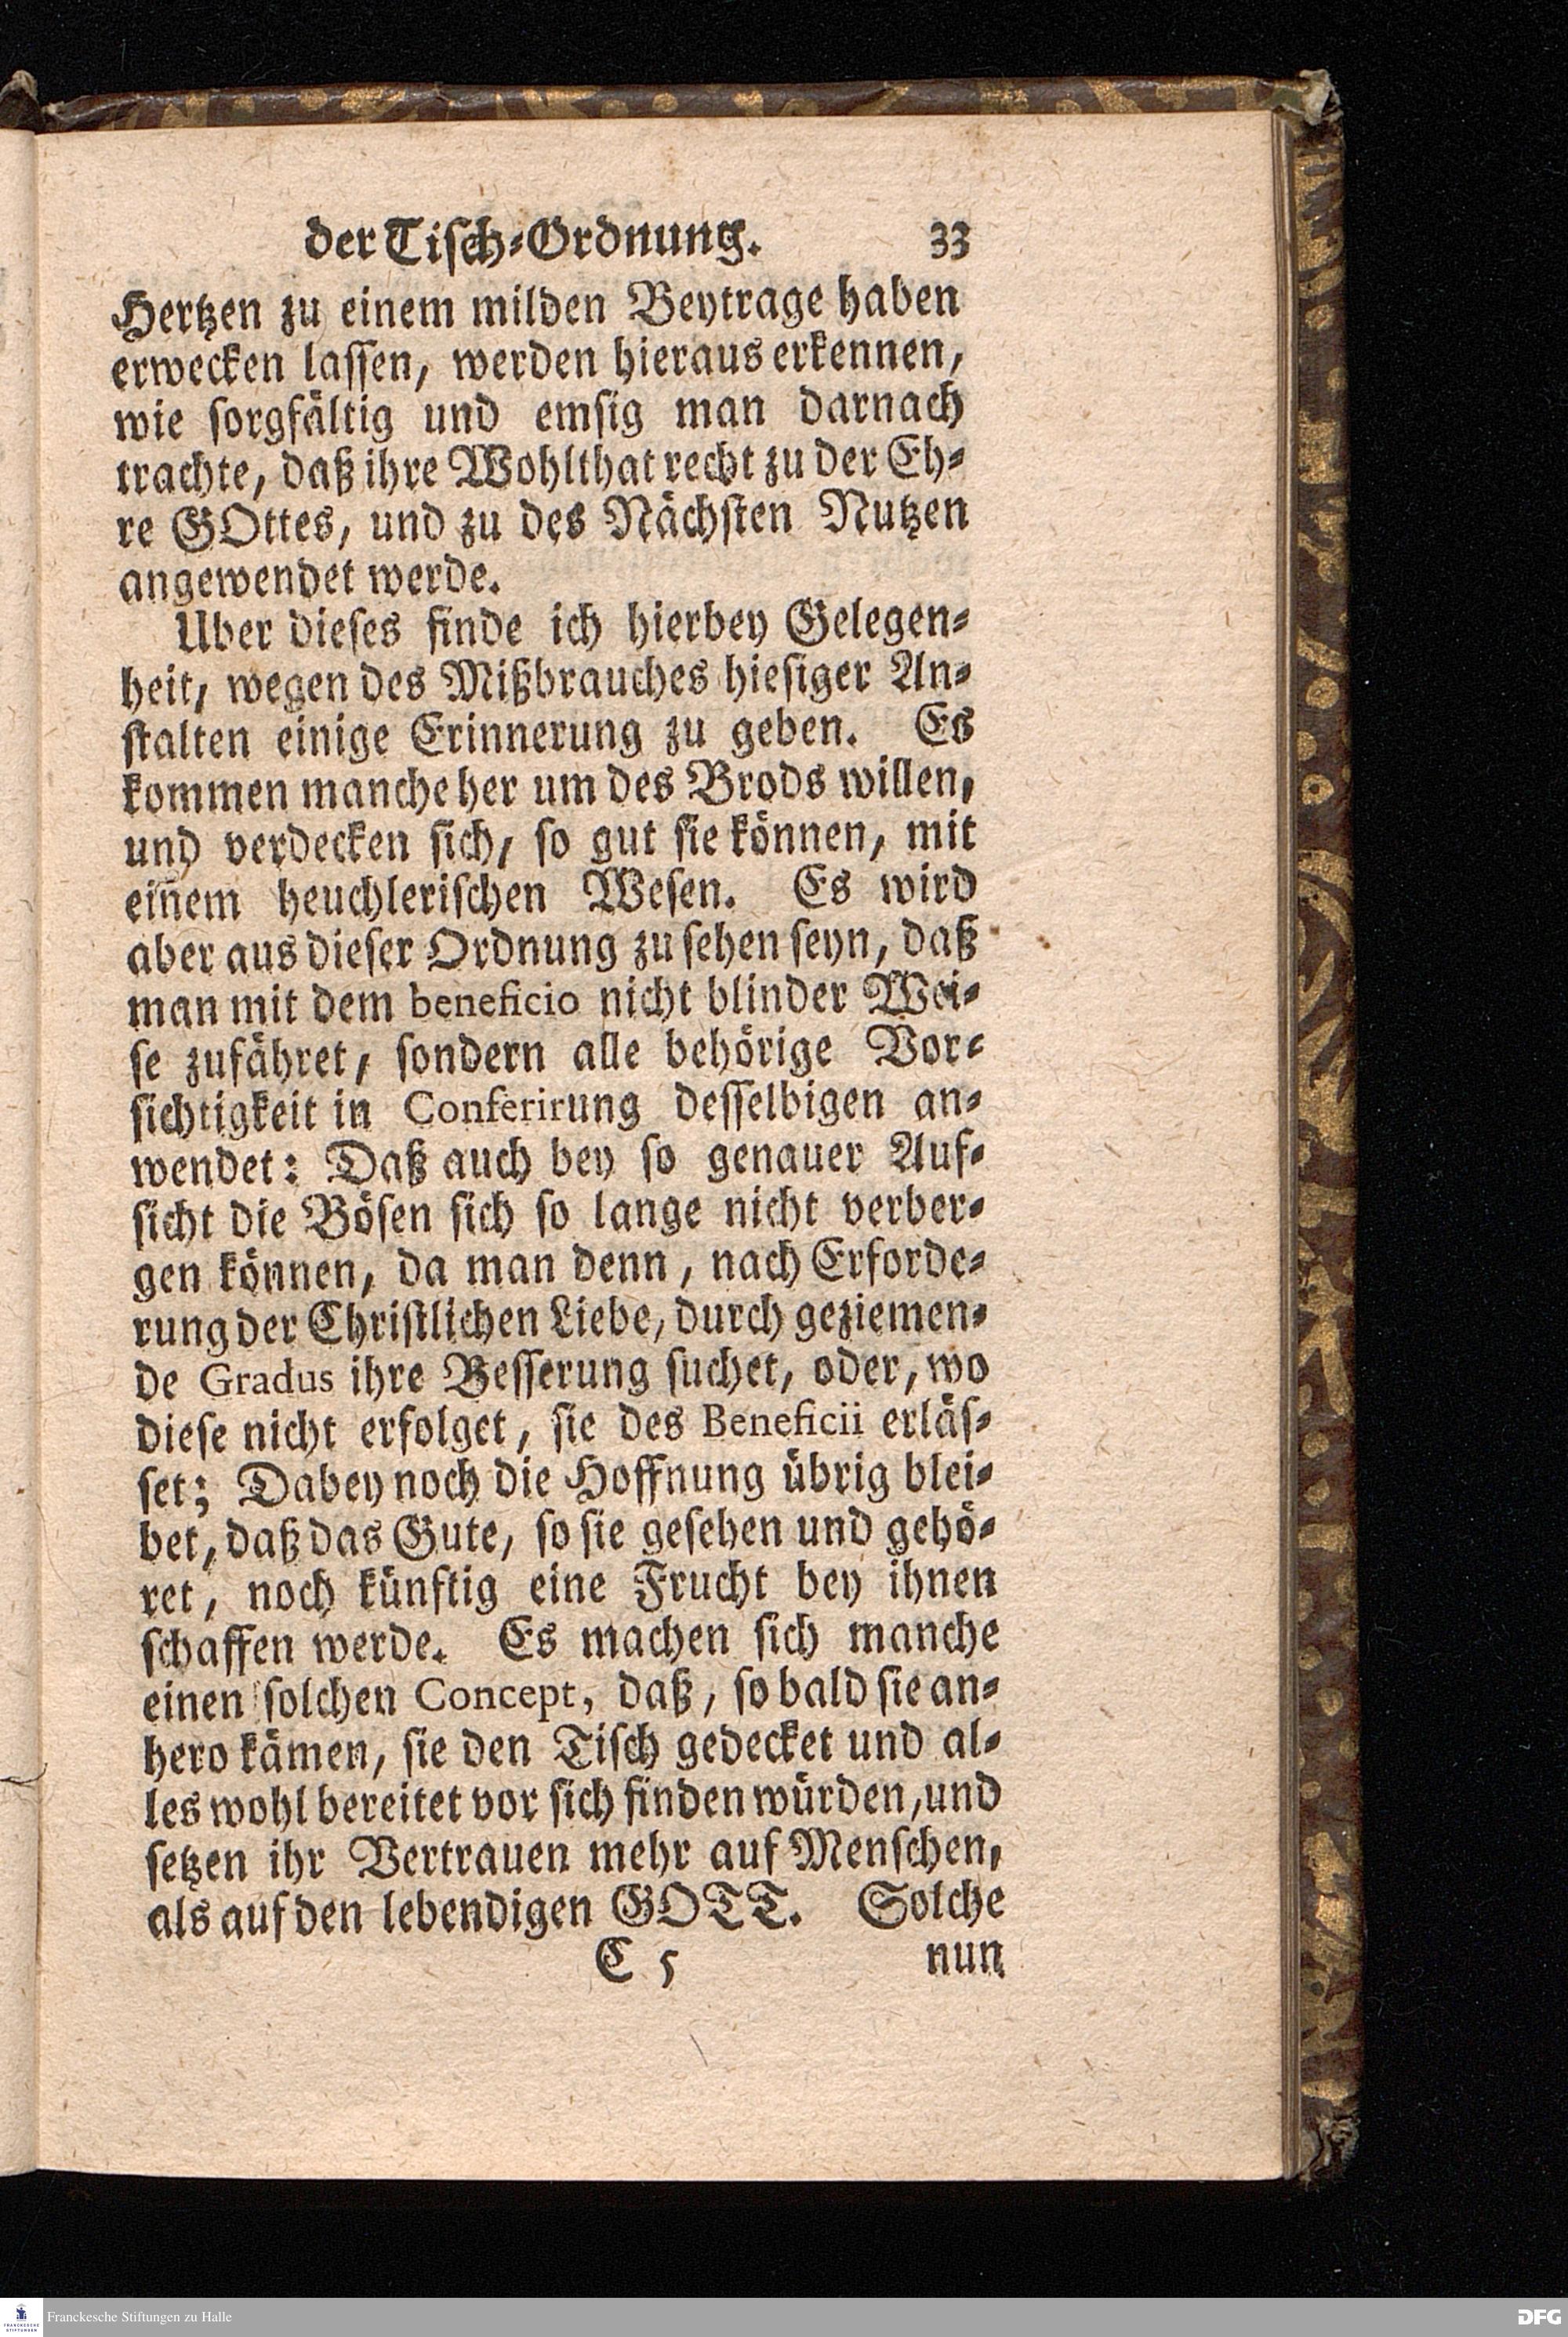 der Tisch-Ordnung. 33
Hertzen zu einem milden Beytrage haben
erwecken lassen, werden hieraus erkennen,
wie sorgfältig und emsig man darnach
trachte, daß ihre Wohlthat recht zu der Eh-
re GOttes, und zu des Nächsten Nutzen
angewendet werde.
Uber dieses finde ich hierbey Gelegen-
heit, wegen des Mißbrauches hiesiger An-
stalten einige Erinnerung zu geben. Es
kommen manche her um des Brods willen,
und verdecken sich, so gut sie können, mit
einem heuchlerischen Wesen. Es wird
aber aus dieser Ordnung zu sehen seyn, daß
man mit dem beneficio nicht blinder Wei-
se zufähret, sondern alle behörige Vor-
sichtigkeit in Conferirung desselbigen an-
wendet: Daß auch bey so genauer Auf-
sicht die Bösen sich so lange nicht verber-
gen können, da man denn, nach Erforde-
rung der Christlichen Liebe, durch geziemen-
de Gradus ihre Besserung suchet, oder, wo
diese nicht erfolget, sie des Beneficii erläs-
set; Dabey noch die Hoffnung übrig blei-
bet, daß das Gute, so sie gesehen und gehö-
ret, noch künftig eine Frucht bey ihnen
schaffen werde. Es machen sich manche
einen solchen Concept, daß, so bald sie an-
hero kämen, sie den Tisch gedecket und al-
les wohl bereitet vor sich finden würden, und
setzen ihr Vertrauen mehr auf Menschen,
als auf den lebendigen GOTT. Solche
C 5 nun
FRANCKESCHE
STIFTUNGEN
Franckesche Stiftungen zu Halle
DFG